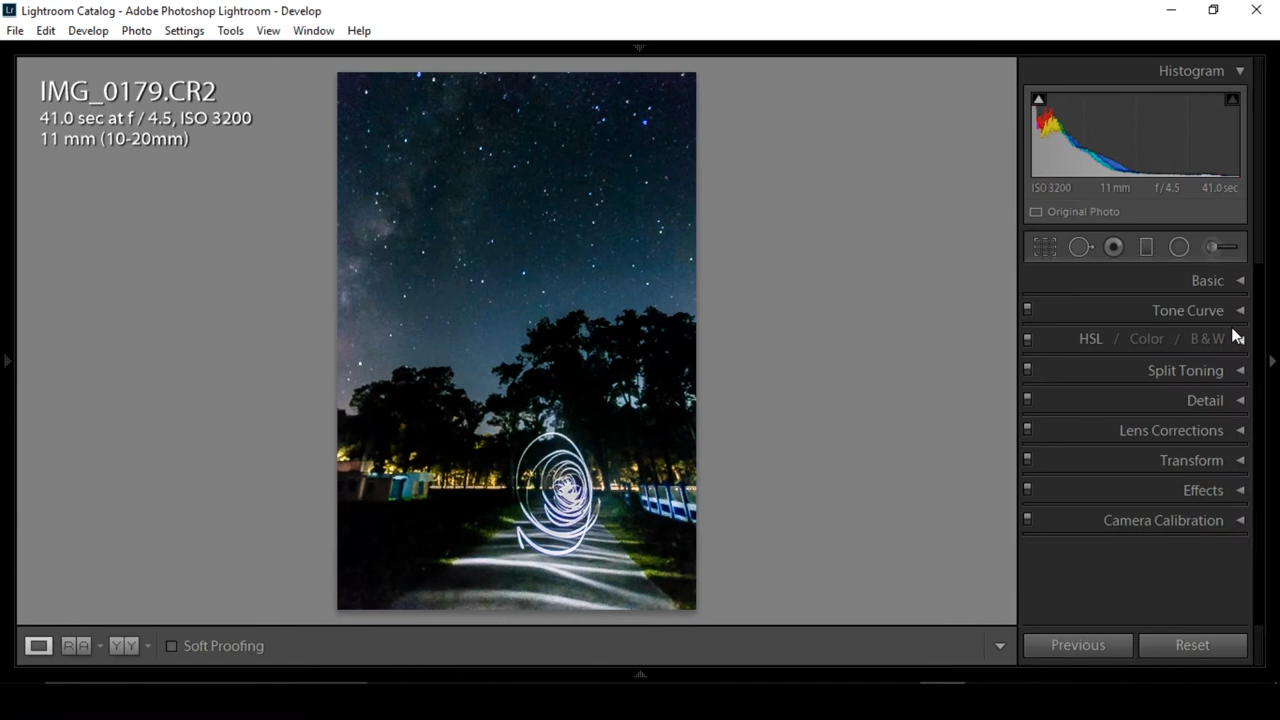 Lr Lightroom Catalog - Adobe Photoshop Lightroom - Develop
File Edit Develop Photo Settings Tools View Window Help
IMG_0179.CR2
41.0 sec at f / 4.5, ISO 3200
11 mm (10-20mm)
Histogram
ISO 3200 11 mm f/4.5 41.0 sec
Original Photo
Basic
Tone Curve
HSL / Color / B & W
Split Toning
Detail
Lens Corrections
Transform
Effects
Camera Calibration
R A Y Y Soft Proofing
Previous Reset